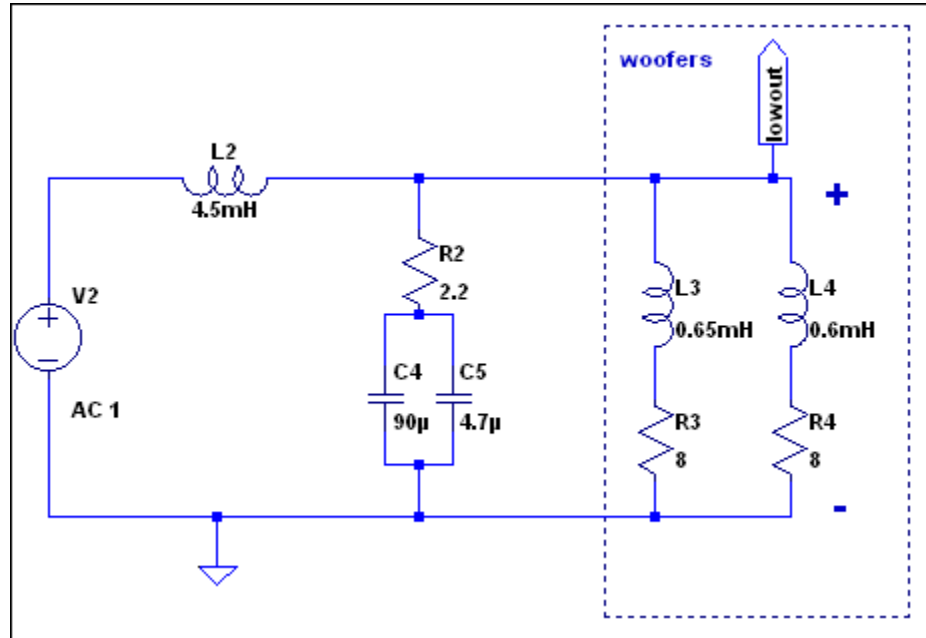 woofers
lowout
L2
4.5mH
+
R2
2.2
L3
0.65mH
L4
0.6mH
V2
+
−
AC 1
C4
90µ
C5
4.7µ
R3
8
R4
8
-